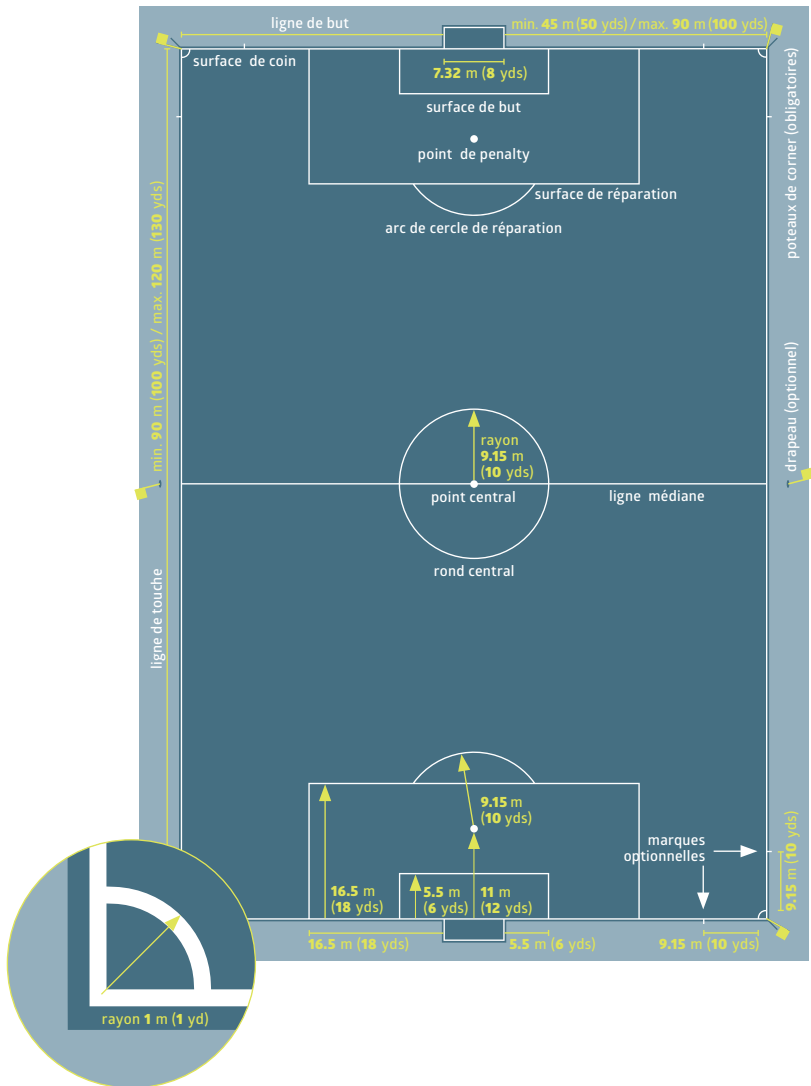 ligne de but
min. 45 m (50 yds) / max. 90 m (100 yds)
surface de coin
7.32 m (8 yds)
surface de but
point de penalty
surface de réparation
arc de cercle de réparation
poteaux de corner (obligatoires)
min. 90 m (100 yds) / max. 120 m (130 yds)
drapeau (optionnel)
rayon
9.15 m
(10 yds)
point central
ligne médiane
rond central
ligne de touche
9.15 m
(10 yds)
marques
optionnelles
9.15 m (10 yds)
16.5 m
(18 yds)
5.5 m
(6 yds)
11 m
(12 yds)
16.5 m (18 yds)
5.5 m (6 yds)
9.15 m (10 yds)
rayon 1 m (1 yd)